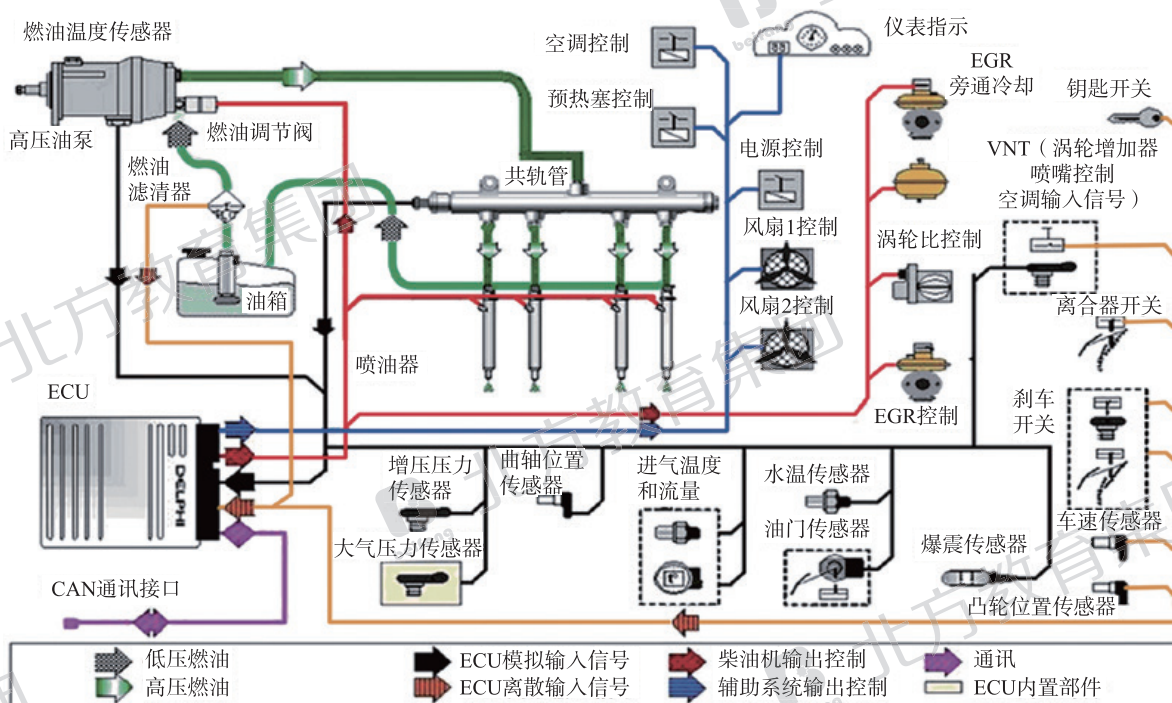 燃油温度传感器
高压油泵
燃油调节阀
燃油
滤清器
油箱
共轨管
喷油器
空调控制
预热塞控制
电源控制
风扇1控制
风扇2控制
仪表指示
EGR
旁通冷却
涡轮比控制
EGR控制
钥匙开关
VNT（涡轮增加器
喷嘴控制
空调输入信号）
离合器开关
刹车
开关
车速传感器
凸轮位置传感器
ECU
DELPHI
CAN通讯接口
增压压力
传感器
大气压力传感器
曲轴位置
传感器
进气温度
和流量
水温传感器
油门传感器
爆震传感器
低压燃油
高压燃油
ECU模拟输入信号
ECU离散输入信号
柴油机输出控制
辅助系统输出控制
通讯
ECU内置部件
北方教育集团
北方教育集团
北方教育集团
beifang